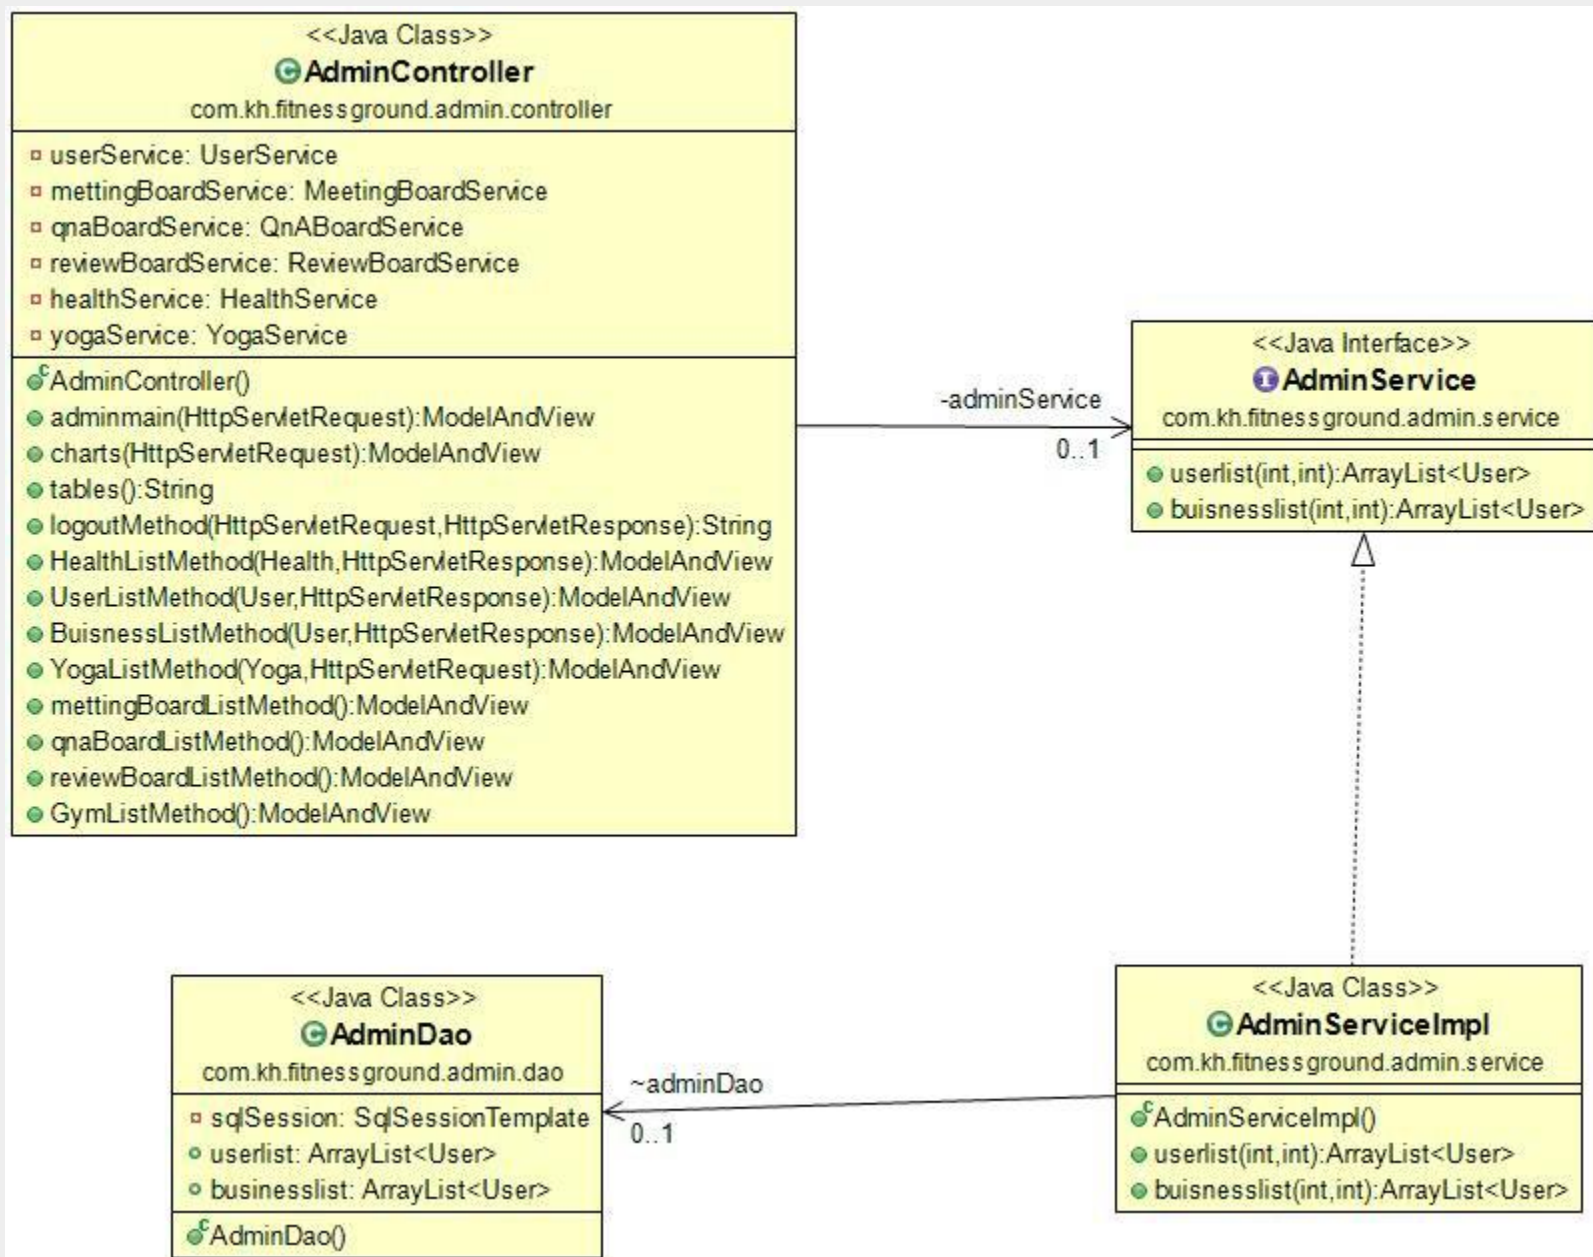 <<Java Class>>
AdminController
com.kh.fitnessground.admin.controller
userService: UserService
mettingBoardService: MeetingBoardService
qnaBoardService: QnABoardService
reviewBoardService: ReviewBoardService
healthService: HealthService
yogaService: YogaService
AdminController()
adminmain(HttpServletRequest):ModelAndView
charts(HttpServletRequest):ModelAndView
tables():String
logoutMethod(HttpServletRequest,HttpServletResponse):String
HealthListMethod(Health,HttpServletResponse):ModelAndView
UserListMethod(User,HttpServletResponse):ModelAndView
BuisnessListMethod(User,HttpServletResponse):ModelAndView
YogaListMethod(Yoga,HttpServletRequest):ModelAndView
mettingBoardListMethod():ModelAndView
qnaBoardListMethod():ModelAndView
reviewBoardListMethod():ModelAndView
GymListMethod():ModelAndView
-adminService
0..1
<<Java Interface>>
AdminService
com.kh.fitnessground.admin.service
userlist(int,int):ArrayList<User>
buisnesslist(int,int):ArrayList<User>
<<Java Class>>
AdminDao
com.kh.fitnessground.admin.dao
sqlSession: SqlSessionTemplate
userlist: ArrayList<User>
businesslist: ArrayList<User>
AdminDao()
~adminDao
0..1
<<Java Class>>
AdminServiceImpl
com.kh.fitnessground.admin.service
AdminServiceImpl()
userlist(int,int):ArrayList<User>
buisnesslist(int,int):ArrayList<User>